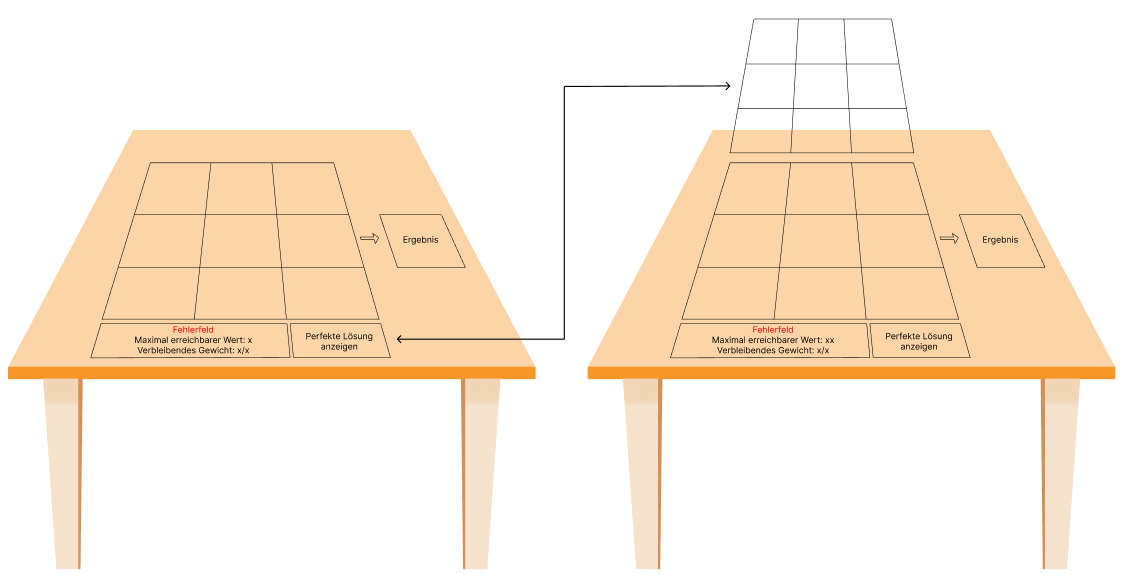 Ergebnis
Fehlerfeld
Maximal erreichbarer Wert: x
Verbleibendes Gewicht: x/x
Perfekte Lösung
anzeigen
Ergebnis
Fehlerfeld
Maximal erreichbarer Wert: xx
Verbleibendes Gewicht: x/x
Perfekte Lösung
anzeigen